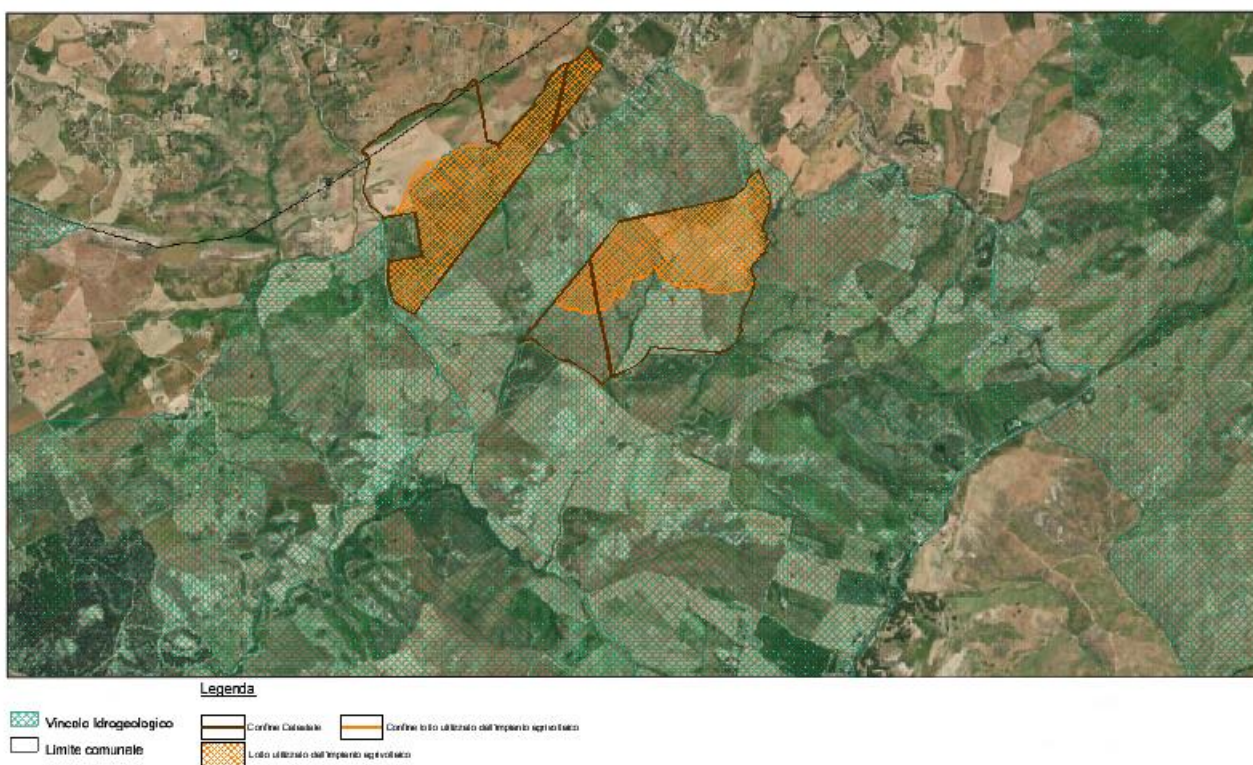 Legenda
Vincolo Idrogeologico
Limite comunale
Confine Catastale
Confine lotto utilizzato dall'impianto agrivoltaico
Lotto utilizzato dall'impianto agrivoltaico